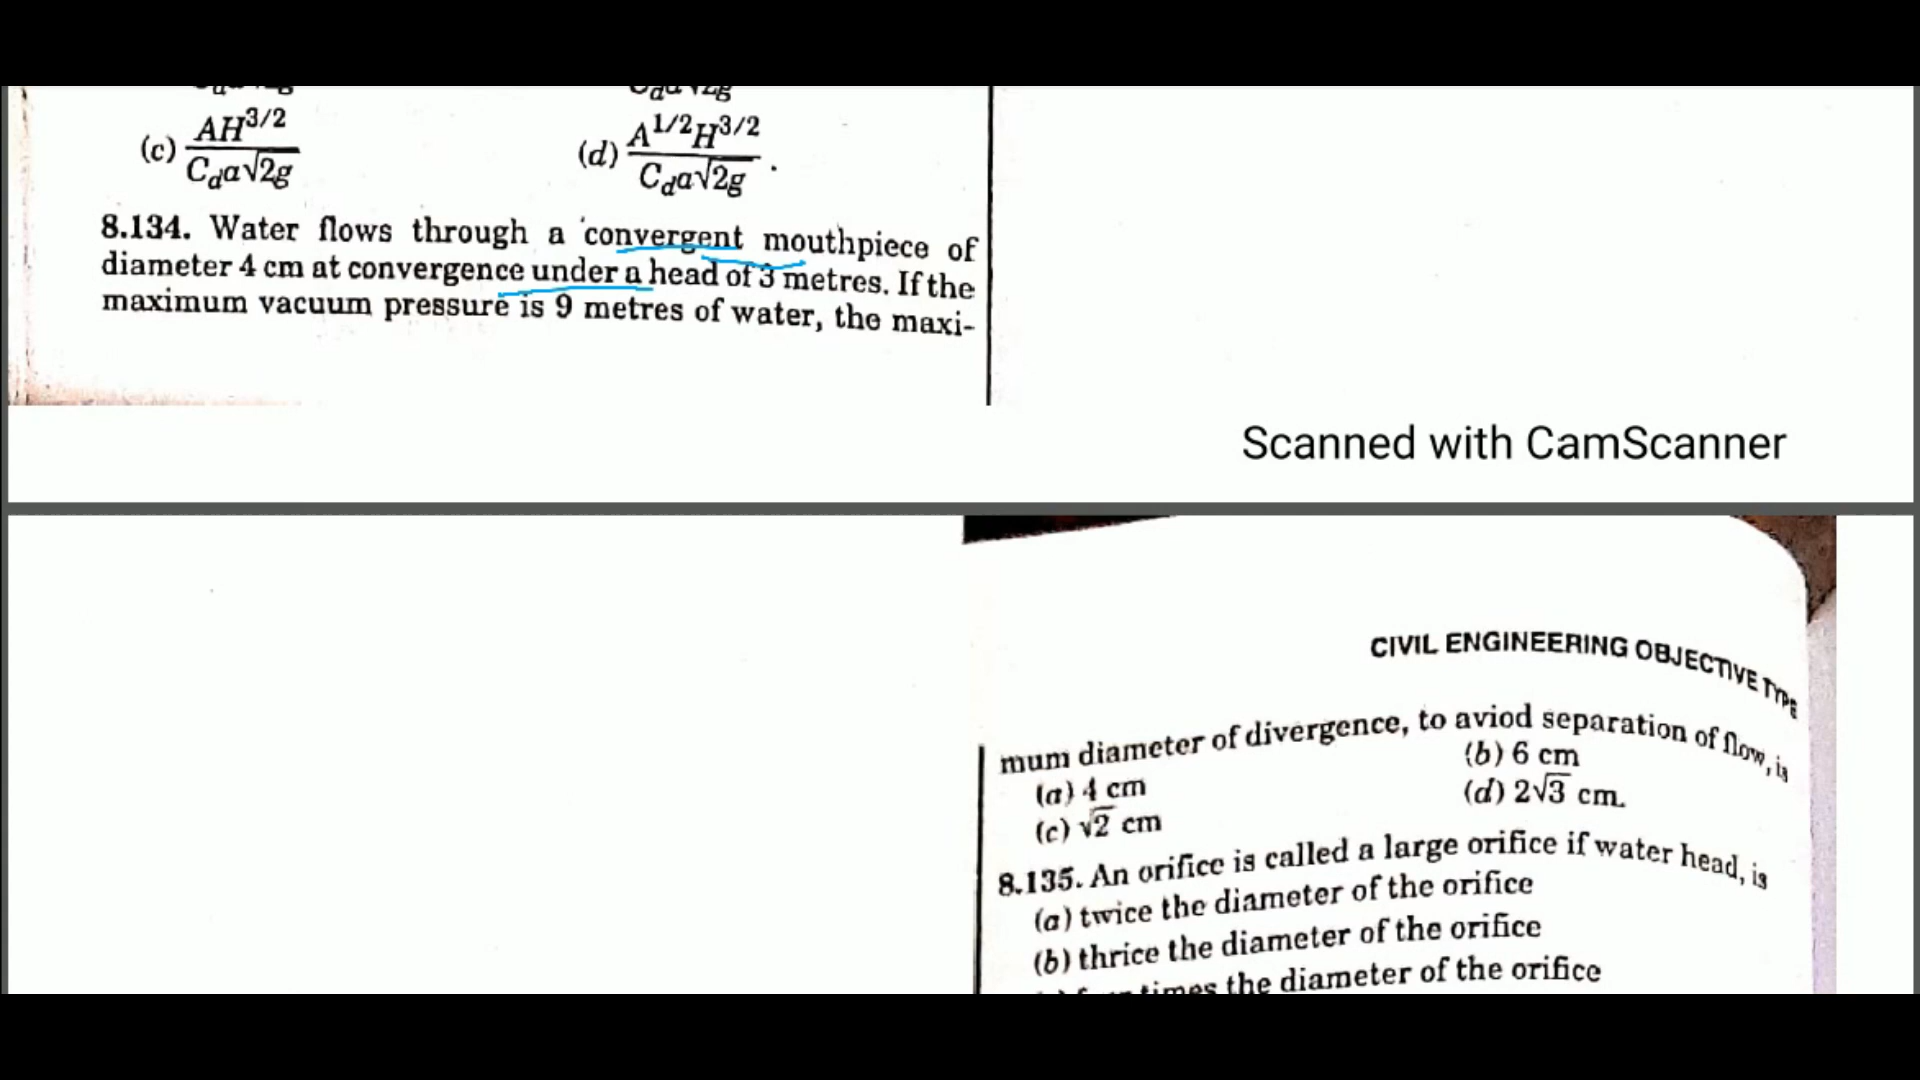 (c) AH^3/2 / C_d a√2g (d) A^1/2 H^3/2 / C_d a√2g .
8.134. Water flows through a convergent mouthpiece of
diameter 4 cm at convergence under a head of 3 metres. If the
maximum vacuum pressure is 9 metres of water, the maxi-
Scanned with CamScanner
CIVIL ENGINEERING OBJECTIVE TYPE
mum diameter of divergence, to aviod separation of flow, is
(a) 4 cm (b) 6 cm
(c) √2 cm (d) 2√3 cm.
8.135. An orifice is called a large orifice if water head, is
(a) twice the diameter of the orifice
(b) thrice the diameter of the orifice
times the diameter of the orifice